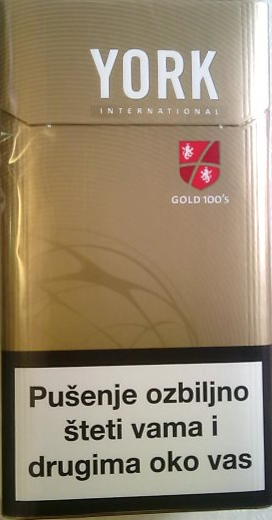 YORK
INTERNATIONAL
GOLD 100's
Pušenje ozbiljno
šteti vama i
drugima oko vas